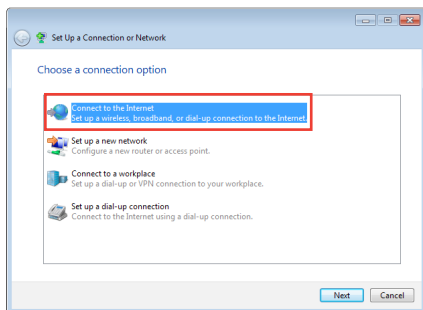 Set Up a Connection or Network
Choose a connection option
Connect to the Internet
Set up a wireless, broadband, or dial-up connection to the Internet.
Set up a new network
Configure a new router or access point.
Connect to a workplace
Set up a dial-up or VPN connection to your workplace.
Set up a dial-up connection
Connect to the Internet using a dial-up connection.
Next Cancel